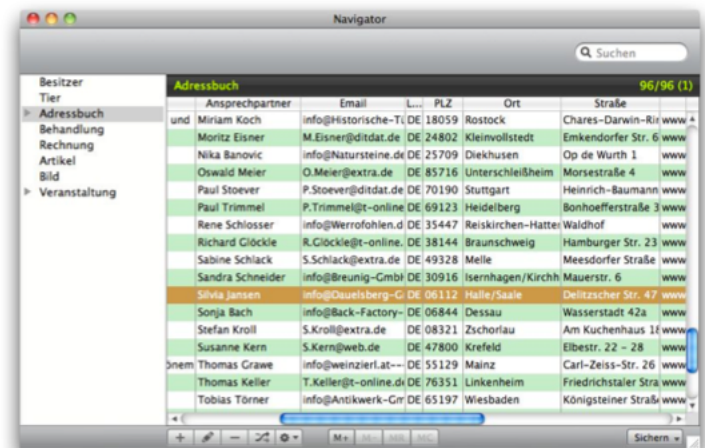 Navigator
Suchen
Besitzer
Tier
Adressbuch
Behandlung
Rechnung
Artikel
Bild
Veranstaltung
Adressbuch 96/96 (1)
Ansprechpartner Email L... PLZ Ort Straße
und Miriam Koch info@Historische-Ti DE 18059 Rostock Chares-Darwin-Rin www
Moritz Eisner M.Eisner@ditdat.de DE 24802 Kleinvollstedt Emkendorfer Str. 6 www
Nika Banovic info@Natursteine.de DE 25709 Diekhusen Op de Wurth 1 www
Oswald Meier O.Meier@extra.de DE 85716 Unterschleißheim Morsestraße 4 www
Paul Stoever P.Stoever@ditdat.de DE 70190 Stuttgart Heinrich-Baumann www
Paul Trimmel P.Trimmel@t-online DE 69123 Heidelberg Bonhoefferstraße 3 www
Rene Schlosser info@Werrofohlen.d DE 35447 Reiskirchen-Hatte Waldhof www
Richard Glöckle R.Glöckle@t-online. DE 38144 Braunschweig Hamburger Str. 23 www
Sabine Schlack S.Schlack@extra.de DE 49328 Melle Meesdorfer Straße www
Sandra Schneider info@Breunig-Gmbh DE 30916 Isernhagen/Kirchh Mauerstr. 6 www
Silvia Jansen info@Dauelsberg-G DE 06112 Halle/Saale Delitzscher Str. 47 www
Sonja Bach info@Back-Factory- DE 06844 Dessau Wasserstadt 42a www
Stefan Kroll S.Kroll@extra.de DE 08321 Zschorlau Am Kuchenhaus 18 www
Susanne Kern S.Kern@web.de DE 47800 Krefeld Elbestr. 22 - 28 www
önem Thomas Grawe info@weinzierl.at-- DE 55129 Mainz Carl-Zeiss-Str. 26 www
Thomas Keller T.Keller@t-online.d DE 76351 Linkenheim Friedrichstaler Stra www
Tobias Törner info@Antikwerk-Gm DE 65197 Wiesbaden Königsteiner Straß www
M+ M- MR MC Sichern